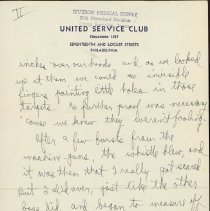 II
DIVISION MEDICAL SERVICE
UNITED SERVICE CLUB
SEVENTEENTH AND LOCUST STREETS
PHILADELPHIA
inches over our heads and as we looked
up at them we could see invisible
fingers painting little holes in those
targets. No further proof was necessary
'cause we knew they weren't fooling.
After a few bursts from the
machine guns, the whistle blew and
it was then that I really got scared
But I slid over, just like the other
boys did and began to measure off